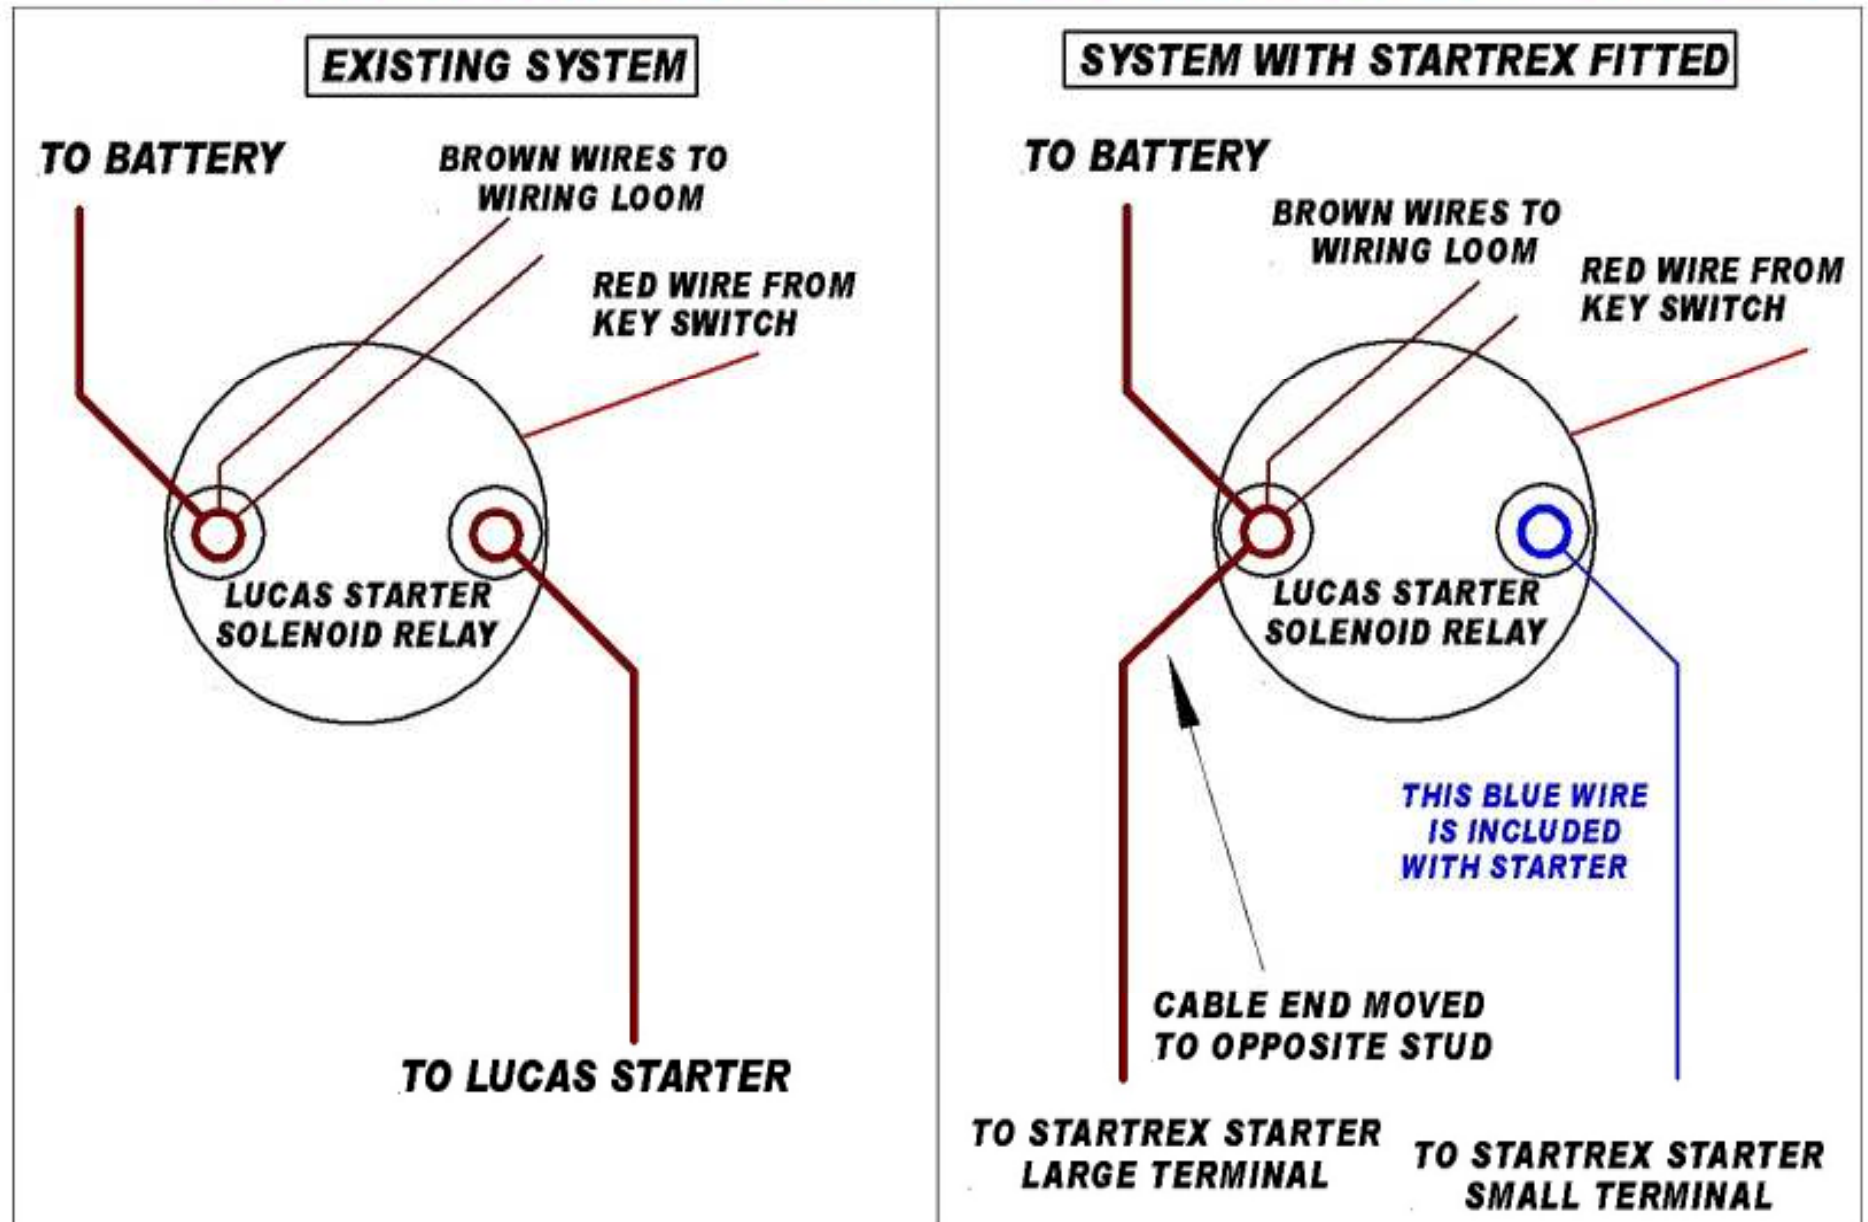 EXISTING SYSTEM
TO BATTERY
BROWN WIRES TO
WIRING LOOM
RED WIRE FROM
KEY SWITCH
LUCAS STARTER
SOLENOID RELAY
TO LUCAS STARTER
SYSTEM WITH STARTREX FITTED
TO BATTERY
BROWN WIRES TO
WIRING LOOM
RED WIRE FROM
KEY SWITCH
LUCAS STARTER
SOLENOID RELAY
THIS BLUE WIRE
IS INCLUDED
WITH STARTER
CABLE END MOVED
TO OPPOSITE STUD
TO STARTREX STARTER
LARGE TERMINAL
TO STARTREX STARTER
SMALL TERMINAL